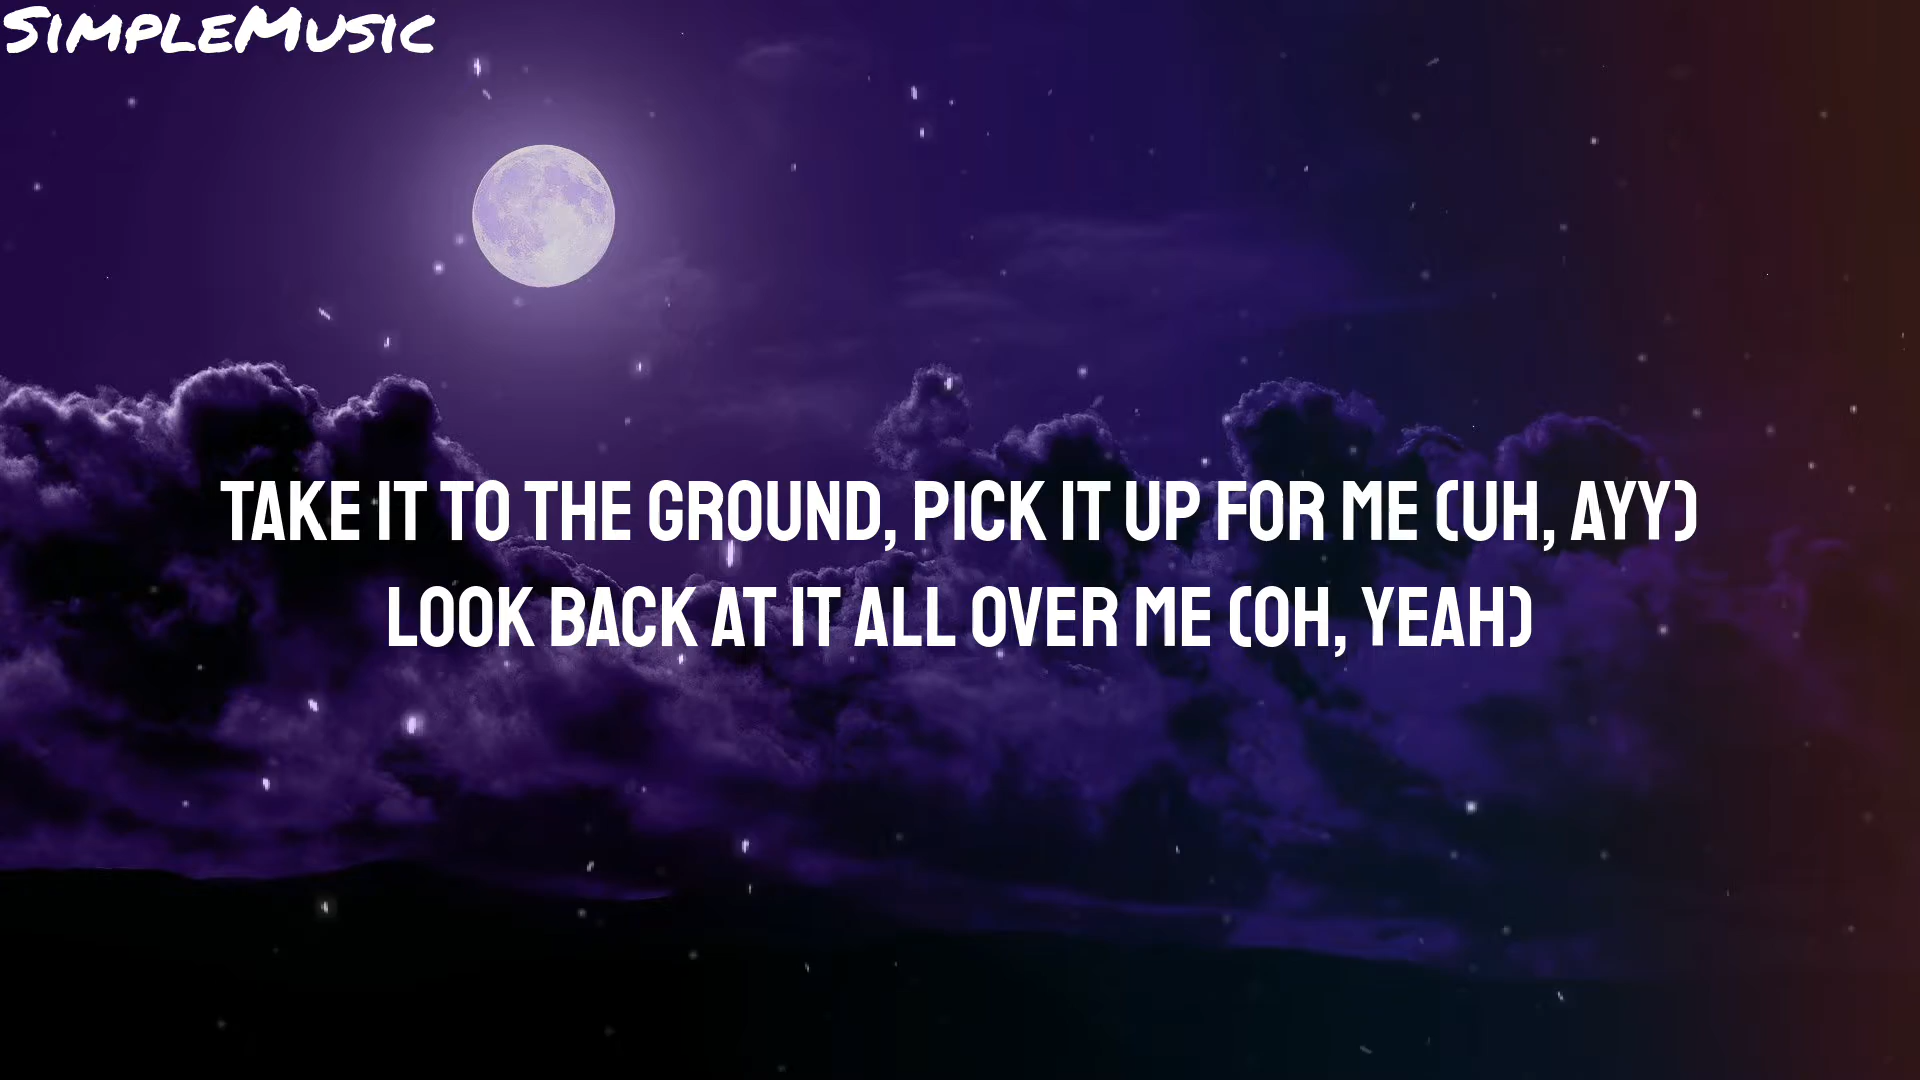 SIMPLEMUSIC
TAKE IT TO THE GROUND, PICK IT UP FOR ME (UH, AYY)
LOOK BACK AT IT ALL OVER ME (OH, YEAH)